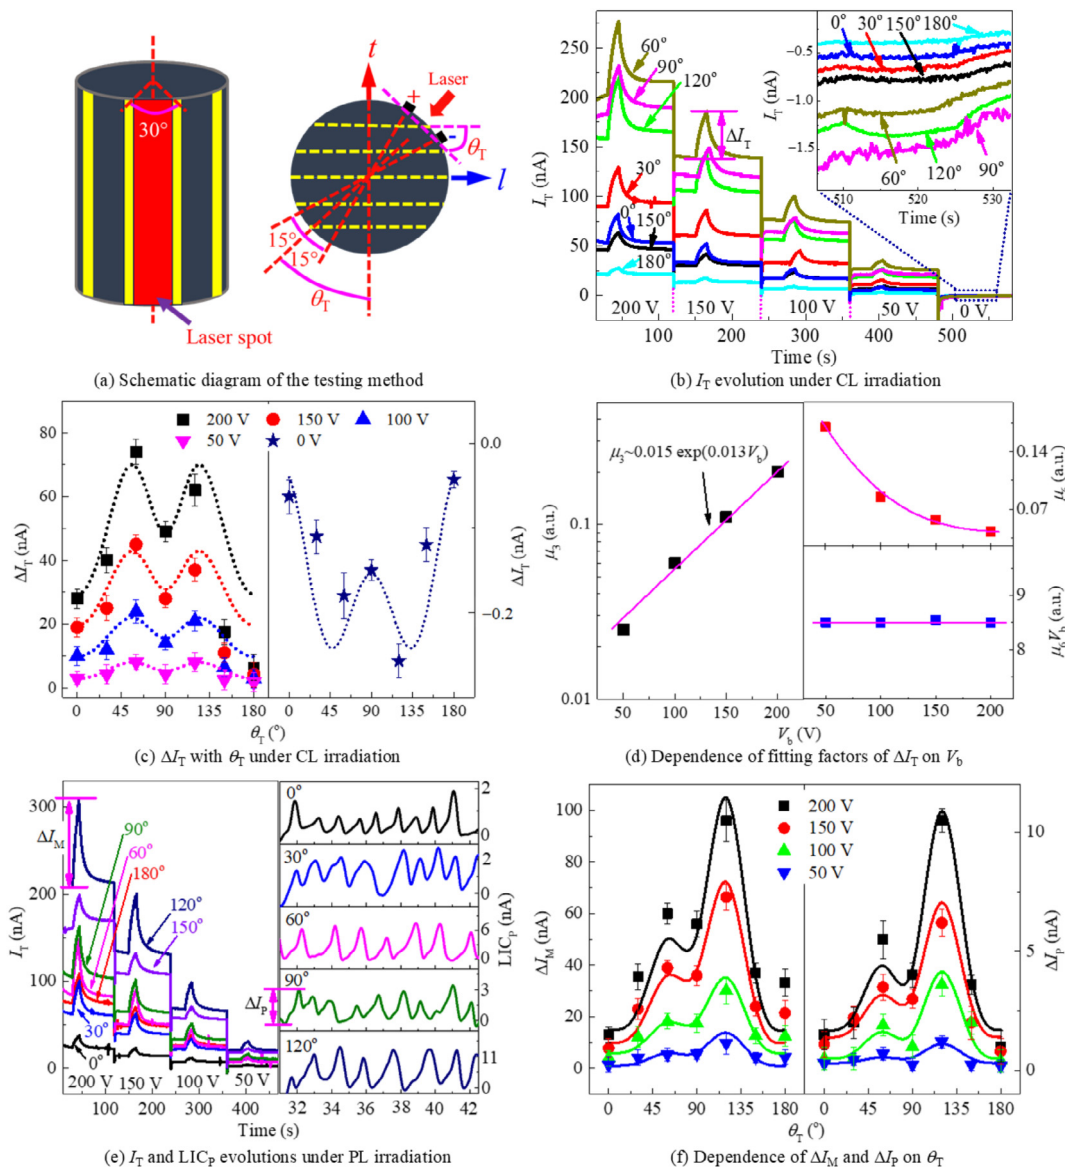 30°
Laser spot
t
Laser
+
-
θT
l
15°
15°
θT
(a) Schematic diagram of the testing method
IT (nA)
250
200
150
100
50
0
60°
90°
120°
30°
0°
150°
180°
ΔIT
200 V
150 V
100 V
50 V
0 V
100
200
300
400
500
Time (s)
0°
30°
150°
180°
60°
120°
90°
IT (nA)
−0.5
−1.0
−1.5
510
520
530
Time (s)
(b) IT evolution under CL irradiation
200 V
150 V
100 V
50 V
0 V
ΔIT (nA)
80
60
40
20
0
0
45
90
135
180
0
45
90
135
180
θT (°)
0.0
−0.2
ΔIT (nA)
(c) ΔIT with θT under CL irradiation
μ3~0.015 exp(0.013Vb)
μ3 (a.u.)
0.1
0.01
50
100
150
200
50
100
150
200
Vb (V)
0.14
0.07
9
8
μ6Vb (a.u.)
(d) Dependence of fitting factors of ΔIT on Vb
IT (nA)
300
200
100
0
ΔIM
90°
60°
180°
30°
0°
120°
150°
200 V
150 V
100 V
50 V
100
200
300
400
0°
30°
60°
90°
120°
ΔIP
2
0
2
0
6
0
3
0
11
0
LICP (nA)
32
34
36
38
40
42
Time (s)
(e) IT and LICP evolutions under PL irradiation
ΔIM (nA)
100
80
60
40
20
0
200 V
150 V
100 V
50 V
0
45
90
135
180
0
45
90
135
180
θT (°)
10
5
0
ΔIP (nA)
(f) Dependence of ΔIM and ΔIP on θT